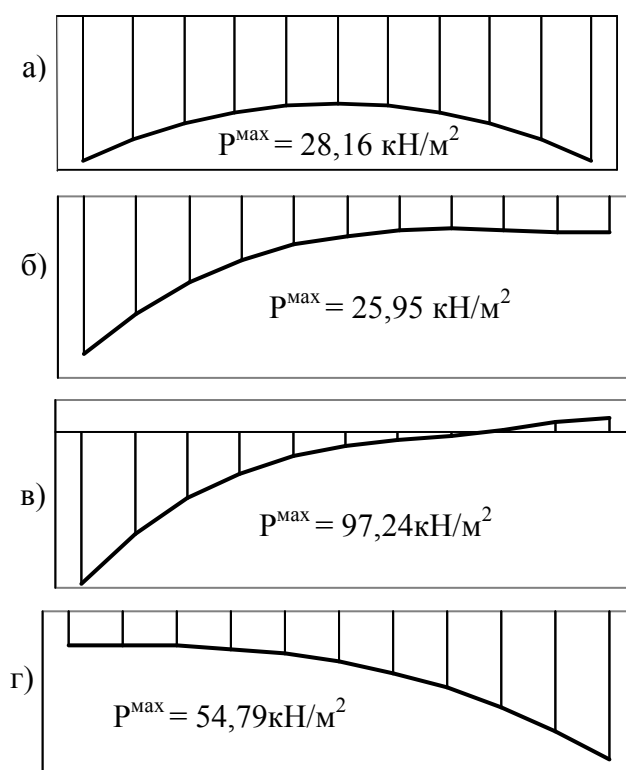 а)
Pмах = 28,16 кН/м2
б)
Pмах = 25,95 кН/м2
в)
Pмах = 97,24кН/м2
г)
Pмах = 54,79кН/м2